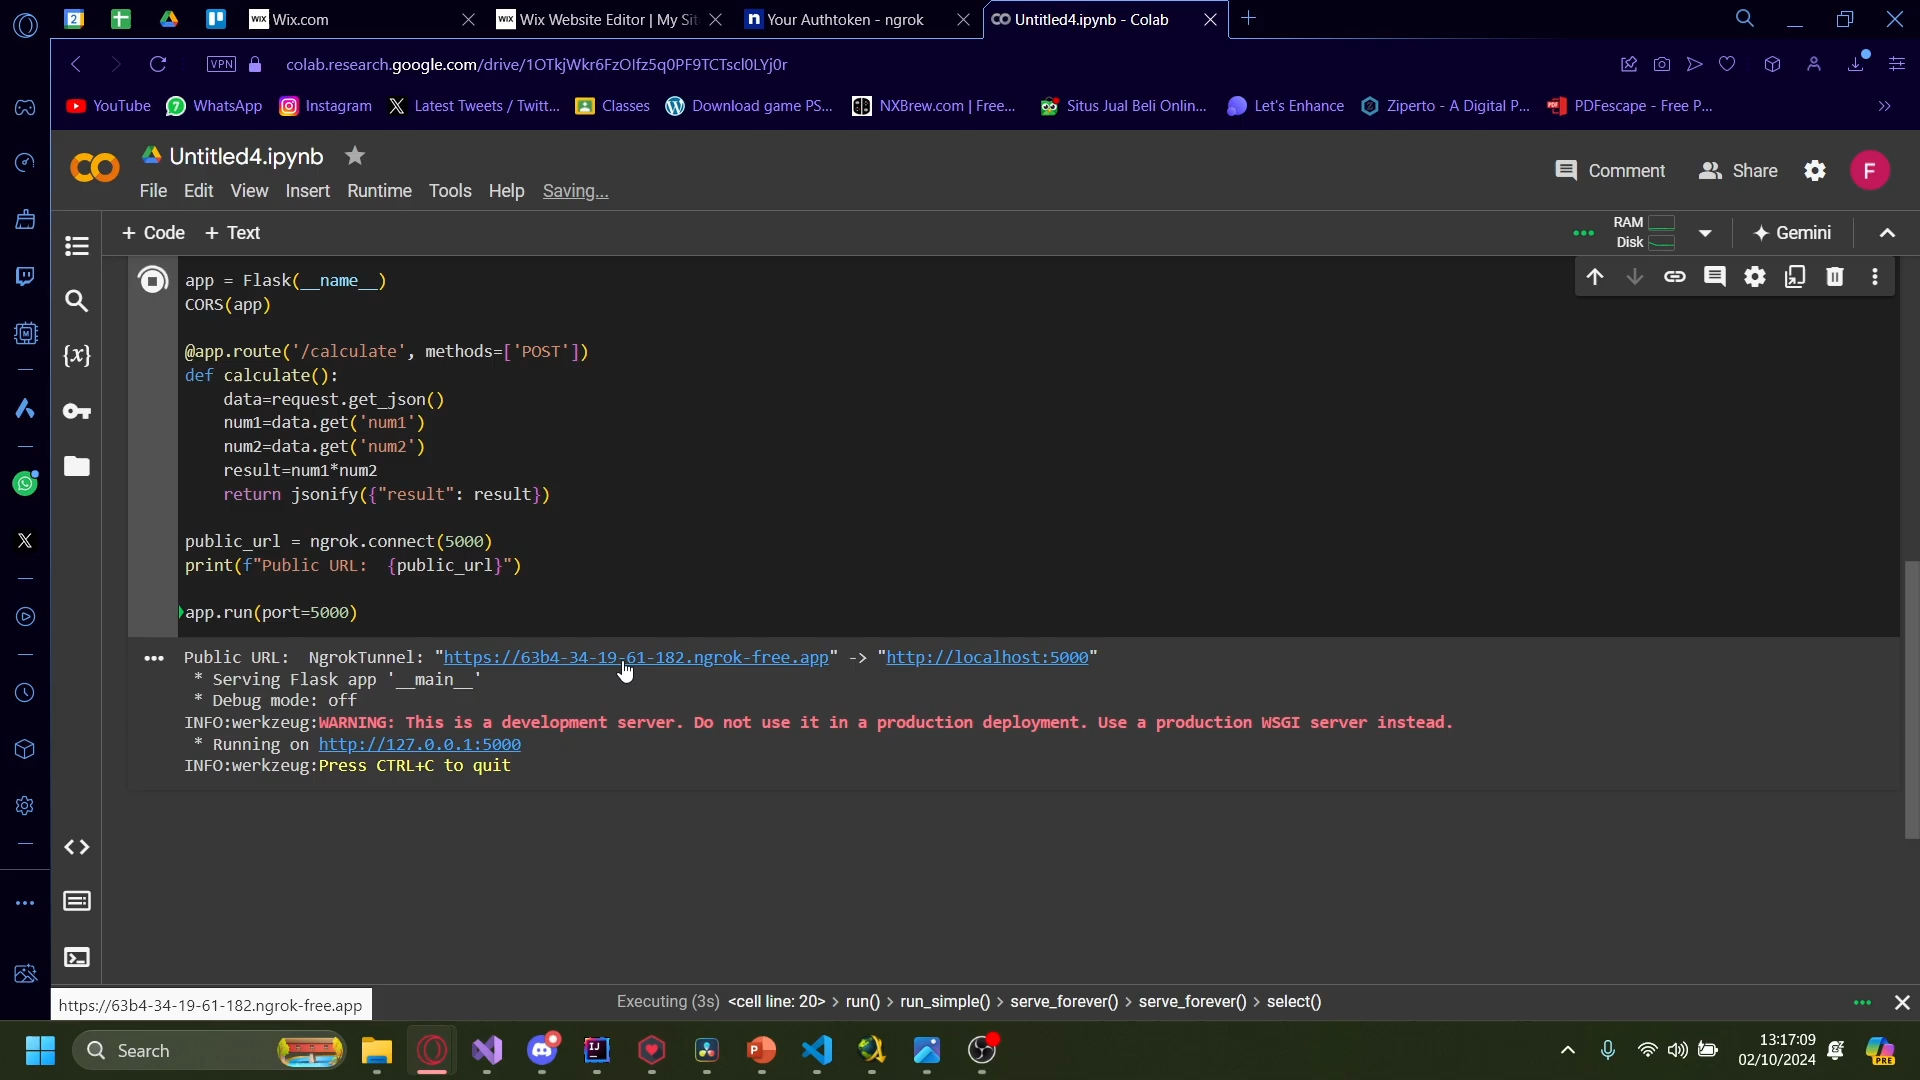 Wix.com
Wix Website Editor | My Sit
Your Authtoken - ngrok
Untitled4.ipynb - Colab
VPN
colab.research.google.com/drive/1OTkjWkr6FzOIfz5q0PF9TCTscl0LYj0r
YouTube
WhatsApp
Instagram
Latest Tweets / Twitt...
Classes
Download game PS...
NXBrew.com | Free...
Situs Jual Beli Onlin...
Let's Enhance
Ziperto - A Digital P...
PDFescape - Free P...
Untitled4.ipynb
File Edit View Insert Runtime Tools Help Saving...
Comment
Share
F
+ Code + Text
RAM
Disk
Gemini
app = Flask(__name__)
CORS(app)
@app.route('/calculate', methods=['POST'])
def calculate():
data=request.get_json()
num1=data.get('num1')
num2=data.get('num2')
result=num1*num2
return jsonify({"result": result})
public_url = ngrok.connect(5000)
print(f"Public URL:  {public_url}")
app.run(port=5000)
Public URL:  NgrokTunnel: "https://63b4-34-19-61-182.ngrok-free.app" -> "http://localhost:5000"
* Serving Flask app '__main__'
* Debug mode: off
INFO:werkzeug:WARNING: This is a development server. Do not use it in a production deployment. Use a production WSGI server instead.
* Running on http://127.0.0.1:5000
INFO:werkzeug:Press CTRL+C to quit
https://63b4-34-19-61-182.ngrok-free.app
Executing (3s) <cell line: 20> > run() > run_simple() > serve_forever() > serve_forever() > select()
Search
13:17:09
02/10/2024